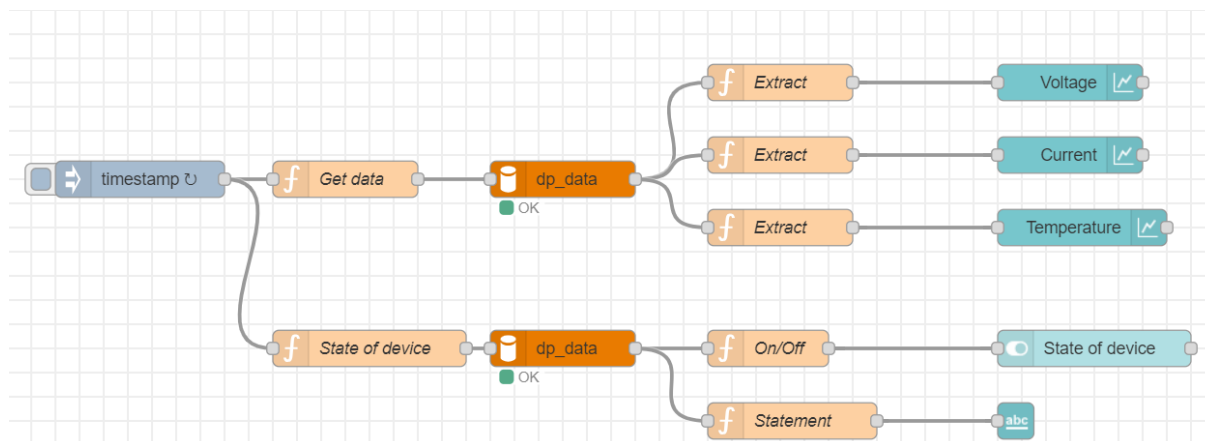 Extract
Voltage
Extract
Current
timestamp ↻
Get data
dp_data
OK
Extract
Temperature
State of device
dp_data
OK
On/Off
State of device
Statement
abc